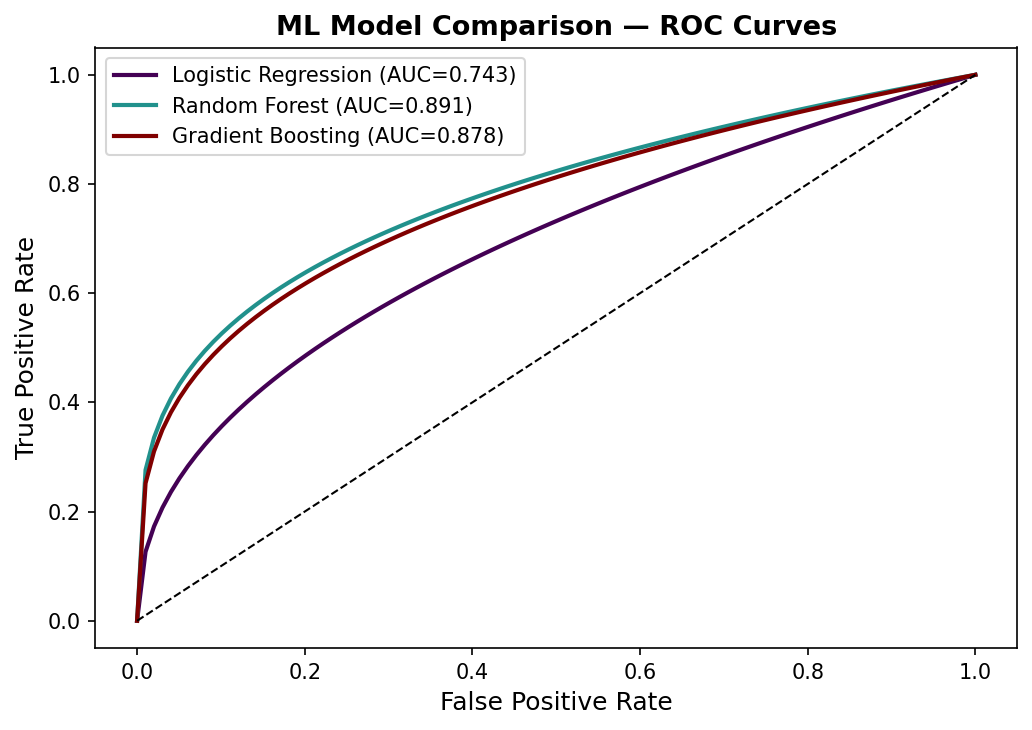 ML Model Comparison — ROC Curves
Logistic Regression (AUC=0.743)
Random Forest (AUC=0.891)
Gradient Boosting (AUC=0.878)
True Positive Rate
1.0
0.8
0.6
0.4
0.2
0.0
0.0 0.2 0.4 0.6 0.8 1.0
False Positive Rate